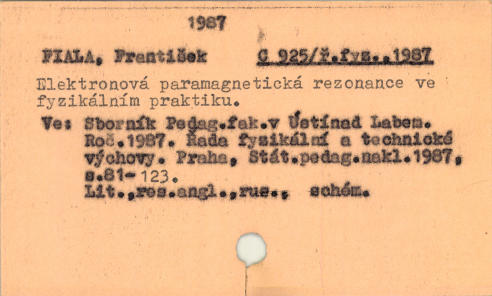 1987
FIALA, František C 925/ř.fyz.,1987
Elektronová paramagnetická rezonance ve
fyzikálním praktiku.
Ve: Sborník Pedag.fak.v Ústínad Labem.
Roč.1987. Řada fyzikální a technické
výchovy. Praha, Stát.pedag.nakl.1987,
s.81-123.
Lit.,res.angl.,rus., schém.